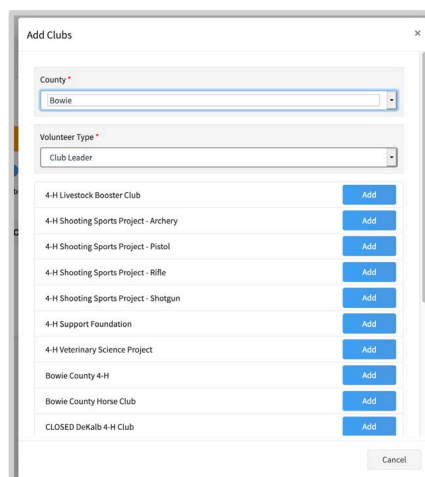 Add Clubs ×
County *
Bowie
Volunteer Type *
Club Leader
4-H Livestock Booster Club Add
4-H Shooting Sports Project - Archery Add
4-H Shooting Sports Project - Pistol Add
4-H Shooting Sports Project - Rifle Add
4-H Shooting Sports Project - Shotgun Add
4-H Support Foundation Add
4-H Veterinary Science Project Add
Bowie County 4-H Add
Bowie County Horse Club Add
CLOSED DeKalb 4-H Club Add
Cancel